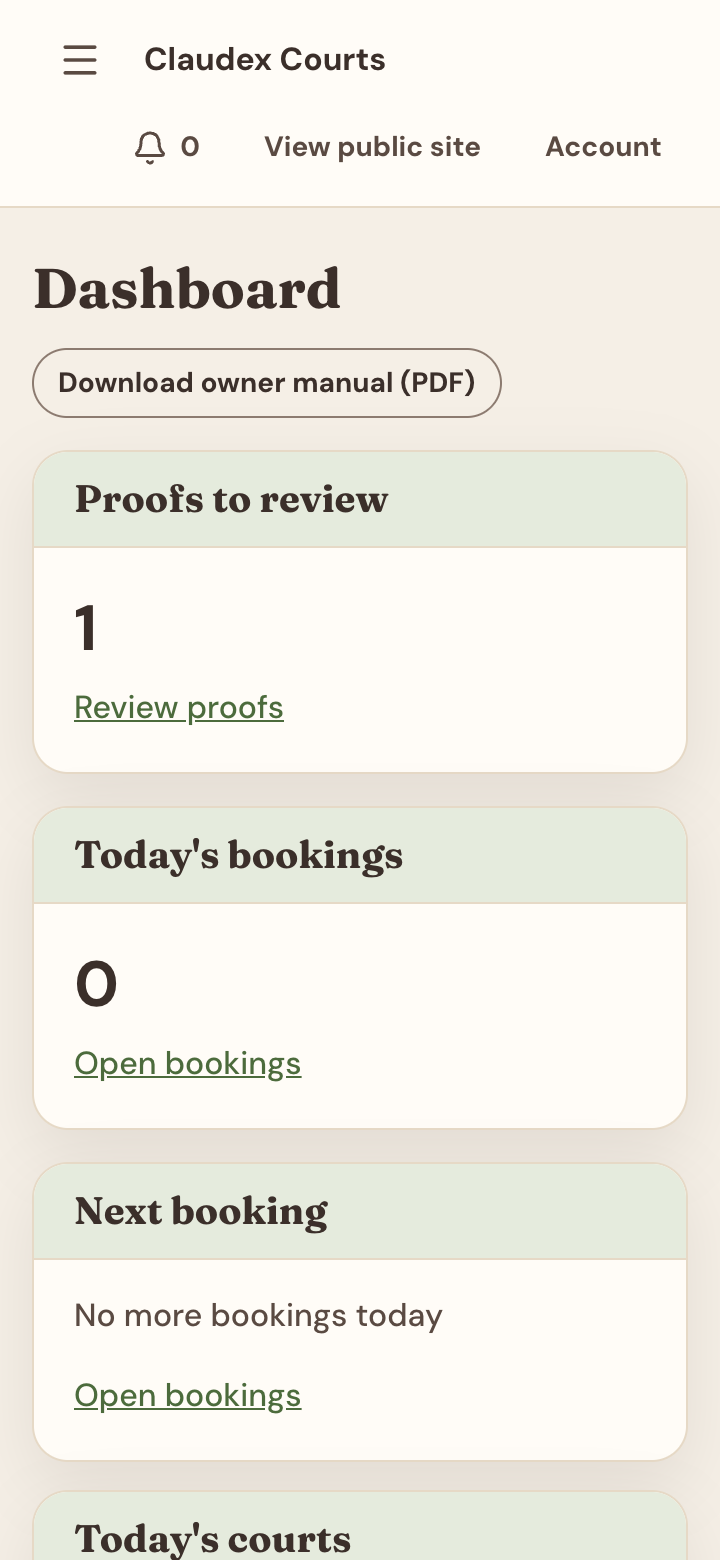 Claudex Courts
0
View public site
Account
Dashboard
Download owner manual (PDF)
Proofs to review
1
Review proofs
Today's bookings
0
Open bookings
Next booking
No more bookings today
Open bookings
Today's courts